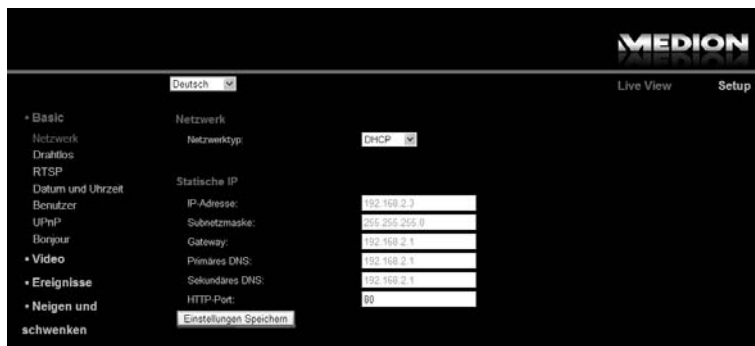 MEDION
Deutsch
Live View Setup
• Basic
Netzwerk
Drahtlos
RTSP
Datum und Uhrzeit
Benutzer
UPnP
Bonjour
• Video
• Ereignisse
• Neigen und
schwenken
Netzwerk
Netzwerktyp: DHCP
Statische IP
IP-Adresse: 192.168.2.3
Subnetzmaske: 255.255.255.0
Gateway: 192.168.2.1
Primäres DNS: 192.168.2.1
Sekundäres DNS: 192.168.2.1
HTTP-Port: 80
Einstellungen Speichern